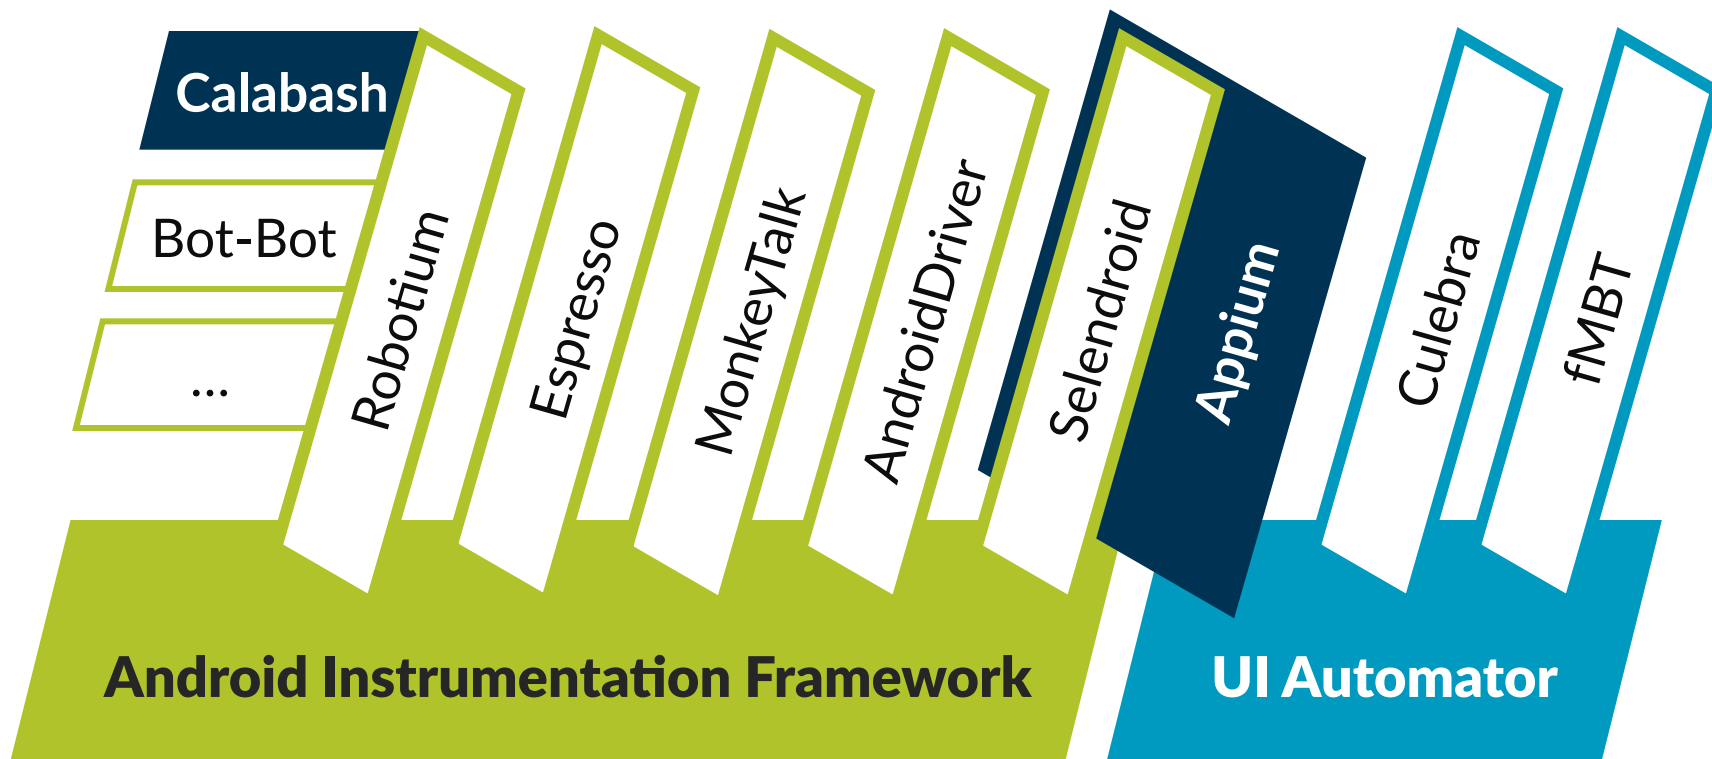 Calabash
Bot-Bot
...
Robotium
Espresso
MonkeyTalk
AndroidDriver
Selendroid
Appium
Culebra
fMBT
Android Instrumentation Framework
UI Automator